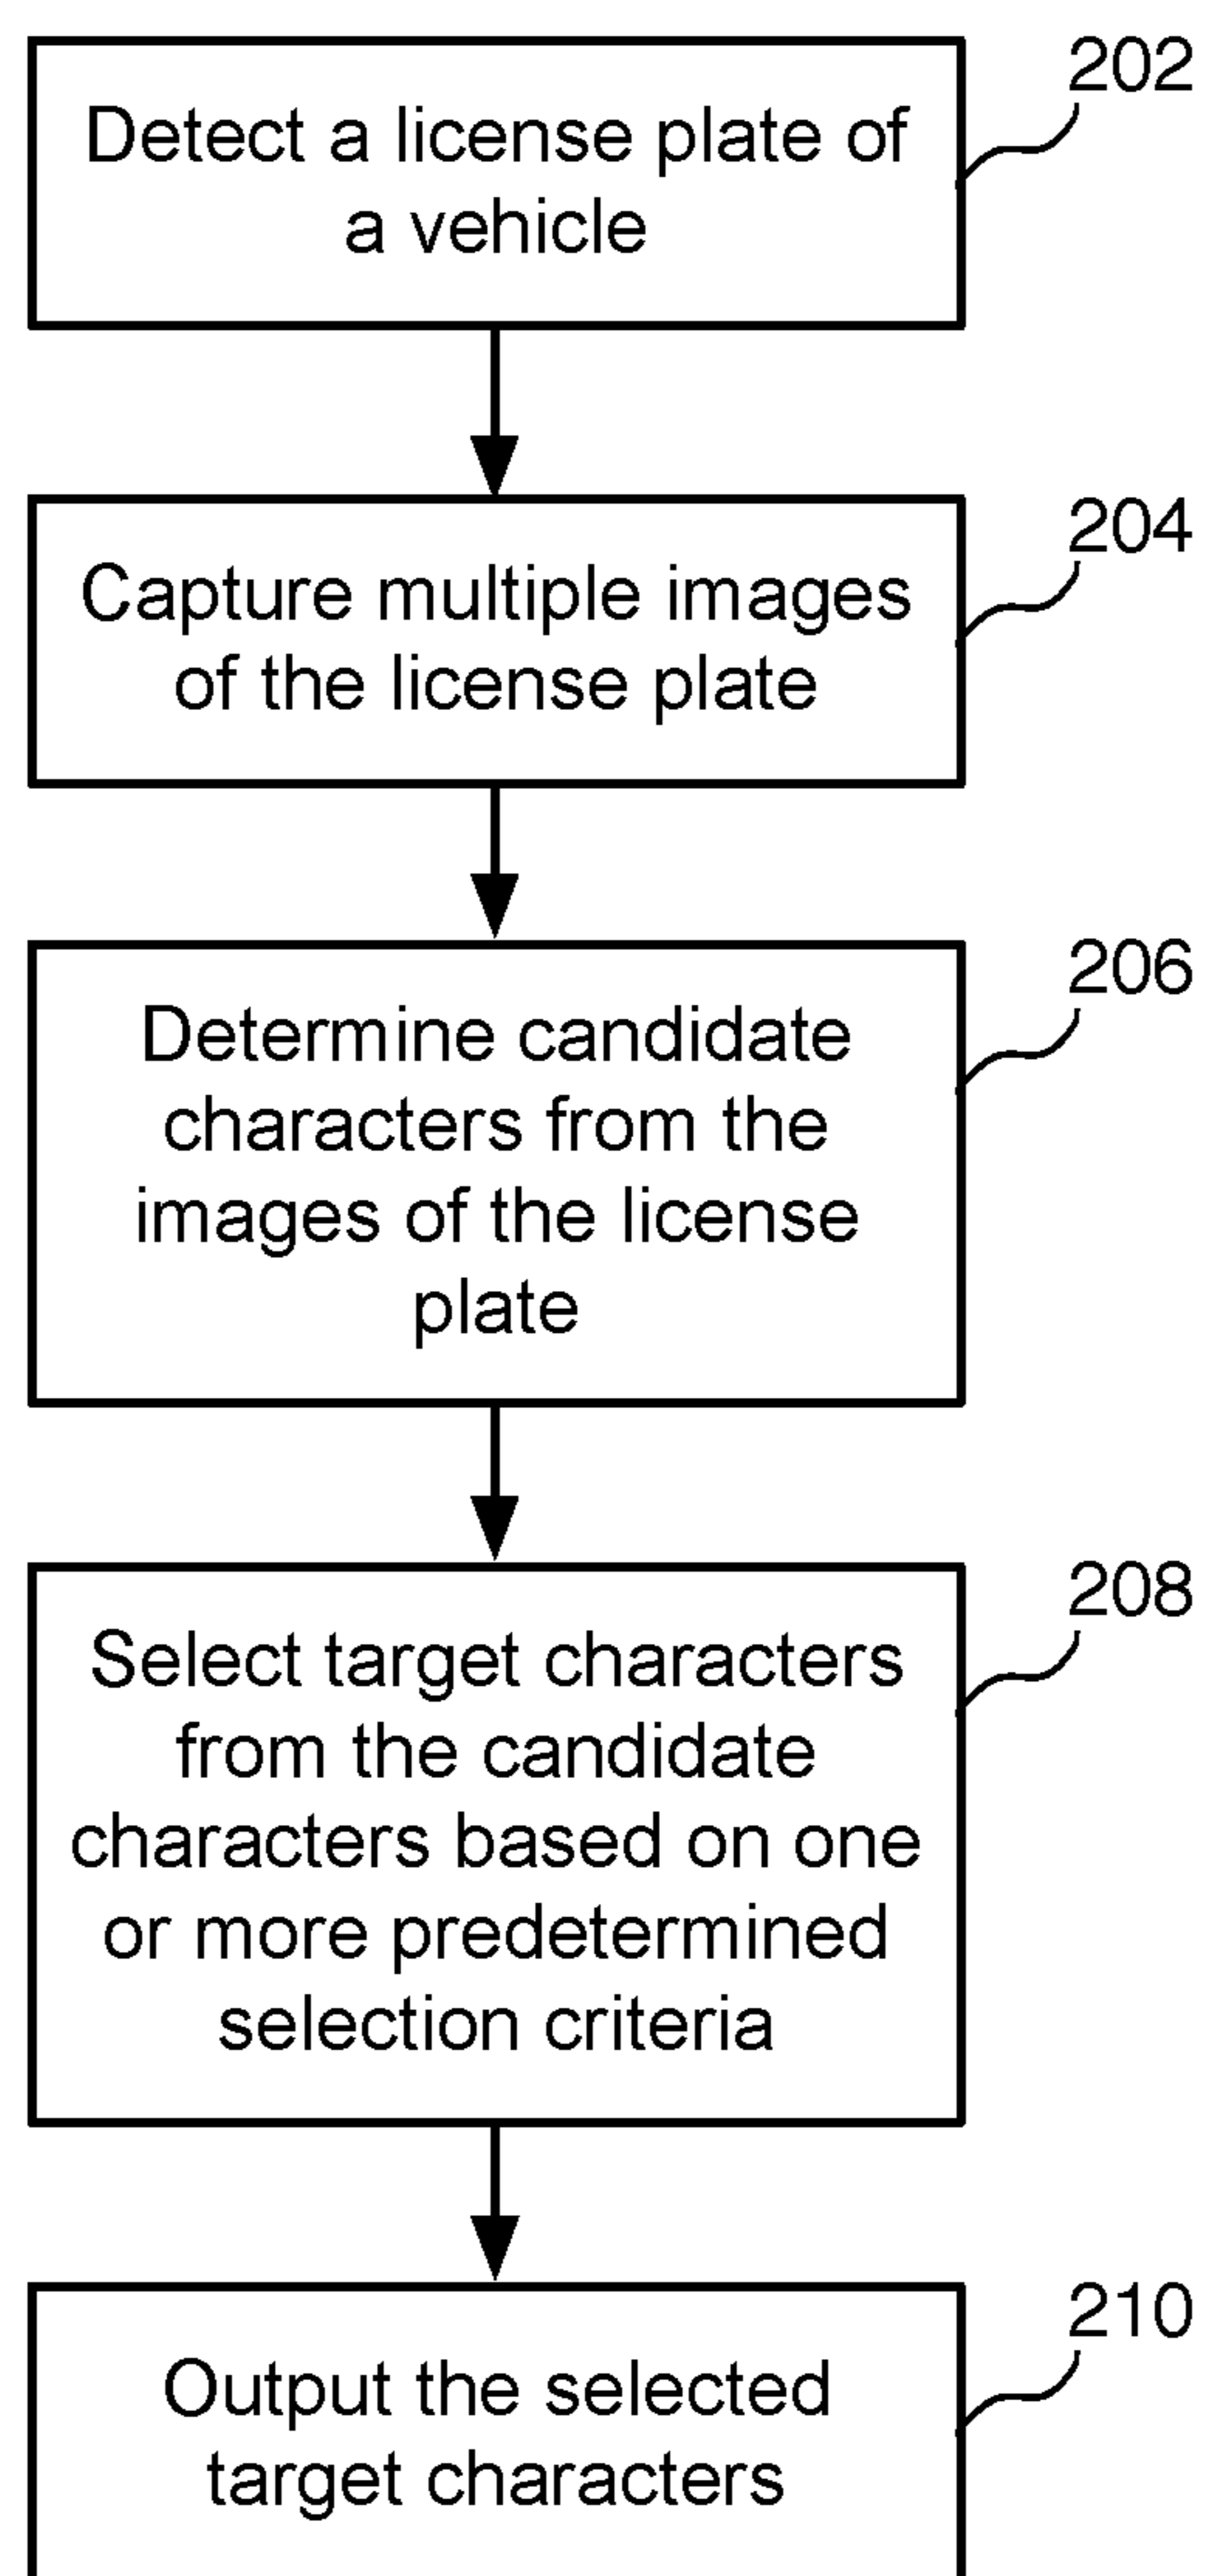 202
Detect a license plate of
a vehicle
204
Capture multiple images
of the license plate
206
Determine candidate
characters from the
images of the license
plate
208
Select target characters
from the candidate
characters based on one
or more predetermined
selection criteria
210
Output the selected
target characters